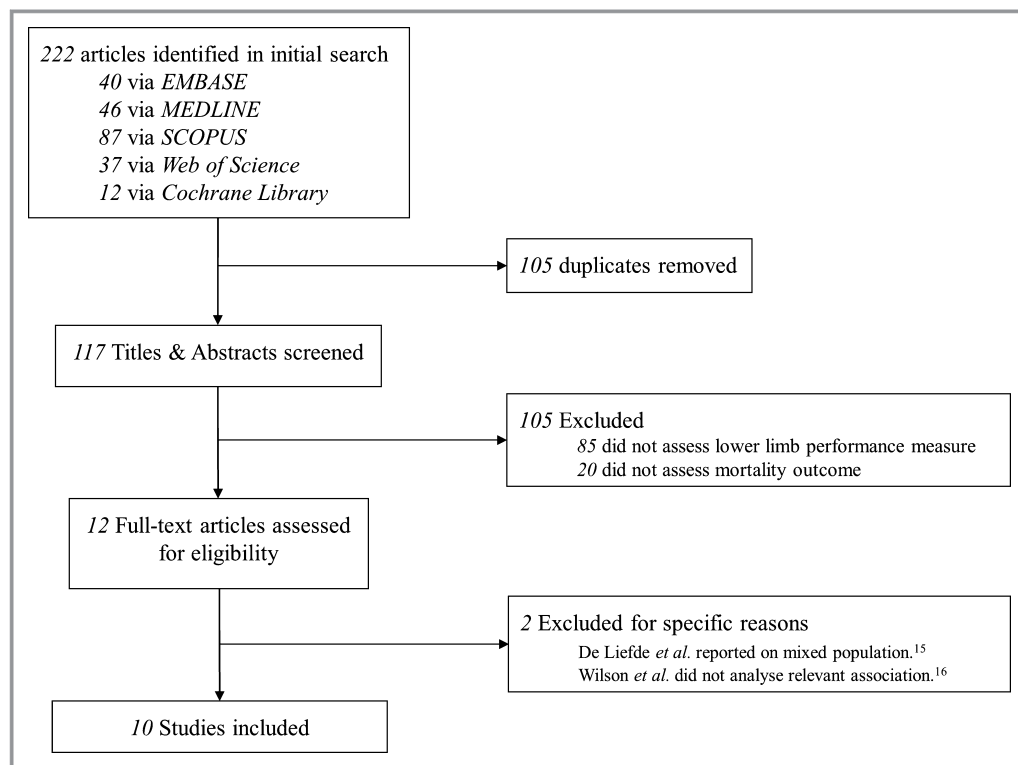 222 articles identified in initial search
40 via EMBASE
46 via MEDLINE
87 via SCOPUS
37 via Web of Science
12 via Cochrane Library
105 duplicates removed
117 Titles & Abstracts screened
105 Excluded
85 did not assess lower limb performance measure
20 did not assess mortality outcome
12 Full-text articles assessed
for eligibility
2 Excluded for specific reasons
De Liefde et al. reported on mixed population.15
Wilson et al. did not analyse relevant association.16
10 Studies included